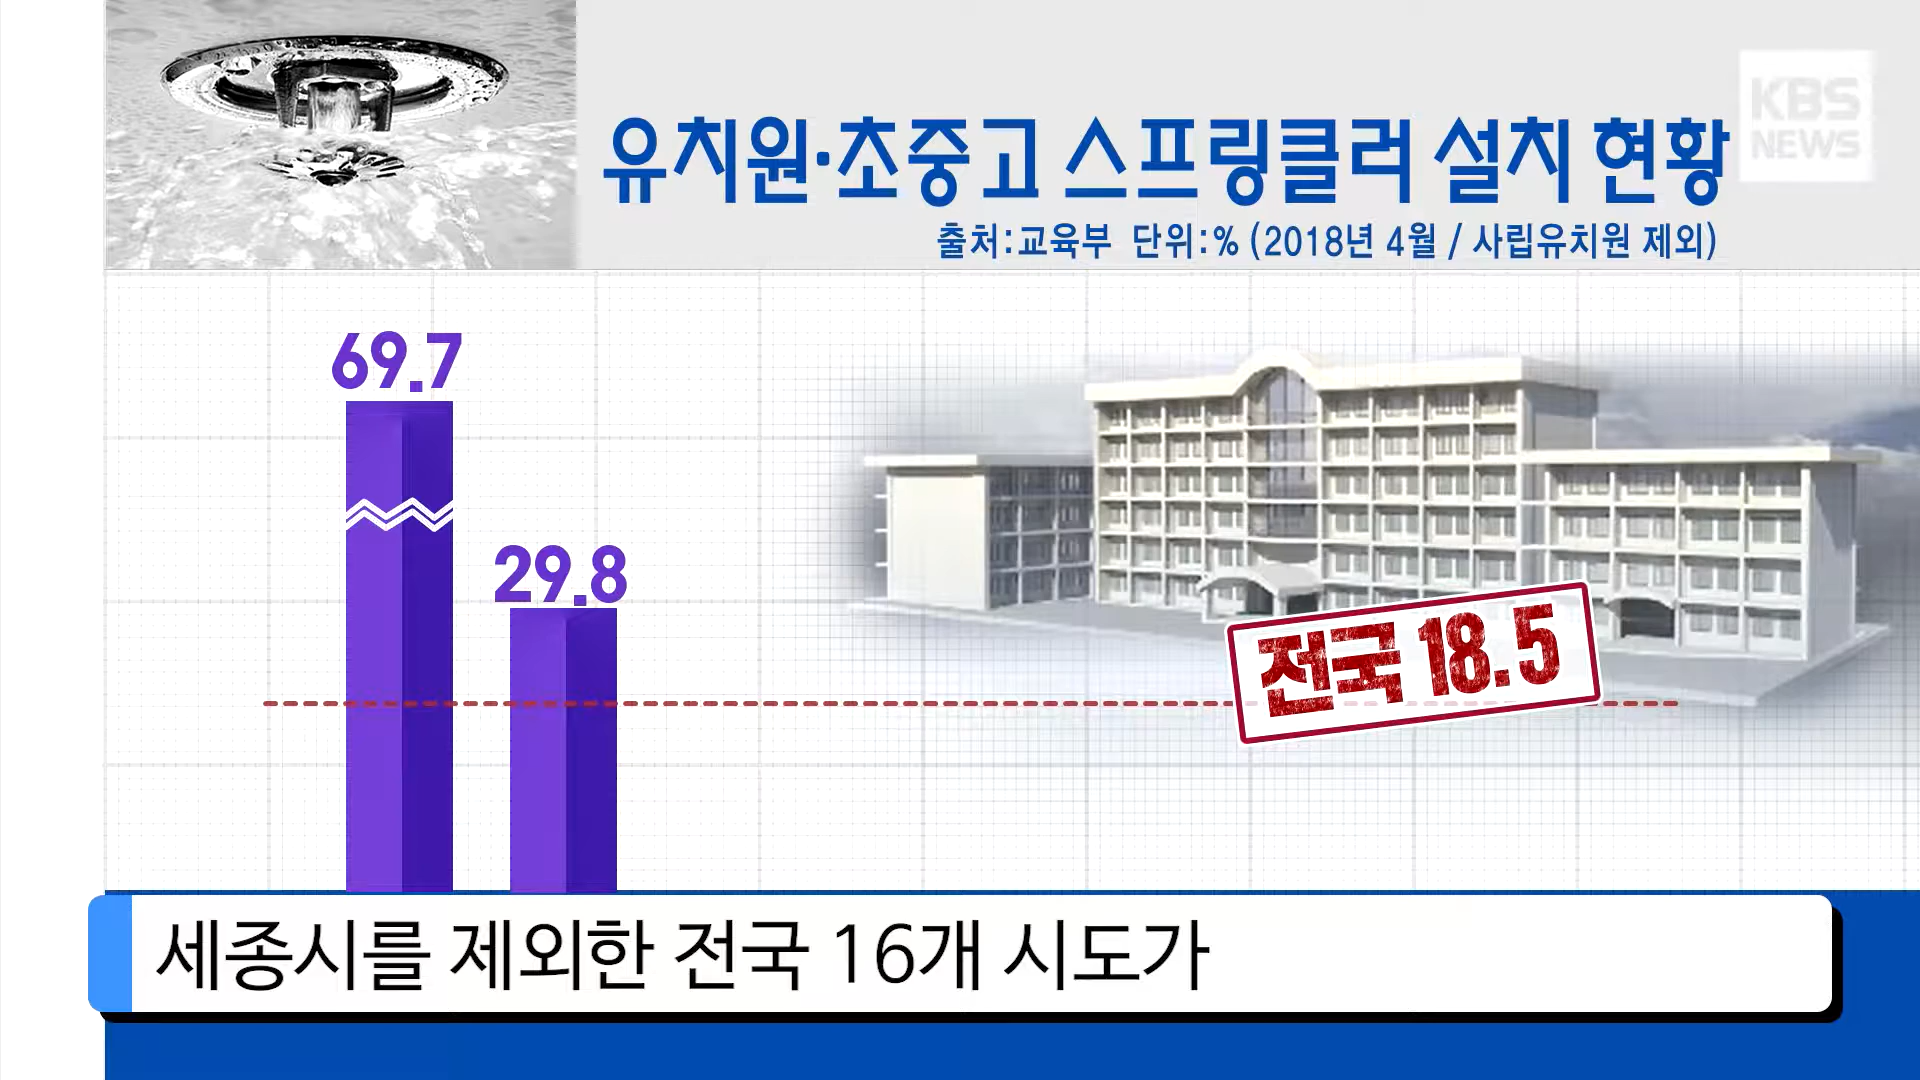 KBS
NEWS
유치원·초중고 스프링클러 설치 현황
출처:교육부 단위:% (2018년 4월 / 사립유치원 제외)
69.7
29.8
전국 18.5
세종시를 제외한 전국 16개 시도가